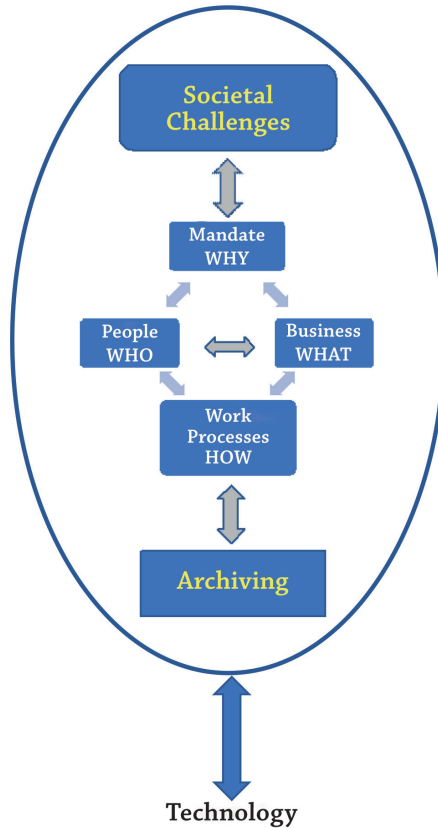 Societal
Challenges
Mandate
WHY
People
WHO
Business
WHAT
Work
Processes
HOW
Archiving
Technology